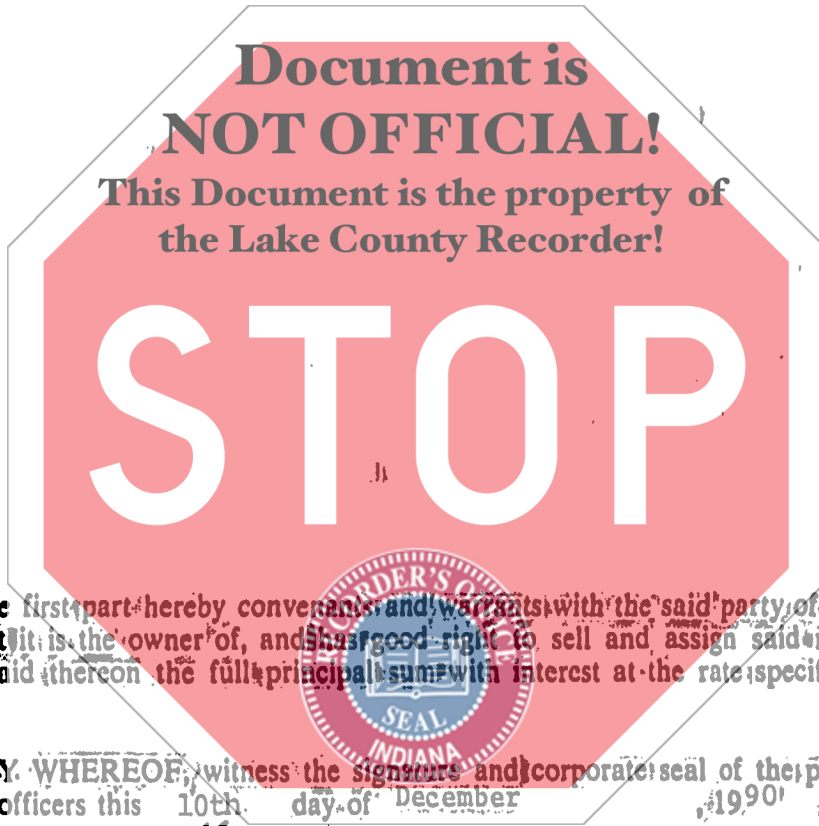 Document is
NOT OFFICIAL!
This Document is the property of
the Lake County Recorder!
STOP
RECORDER'S OFFICE
first part hereby convenants and warrants with the said party of
it is the owner of, and has good right to sell and assign said
thereon the full principal sum with interest at the rate specif
SEAL
INDIANA
WHEREOF, witness the signature and corporate seal of the p
officers this 10th day of December , 1990